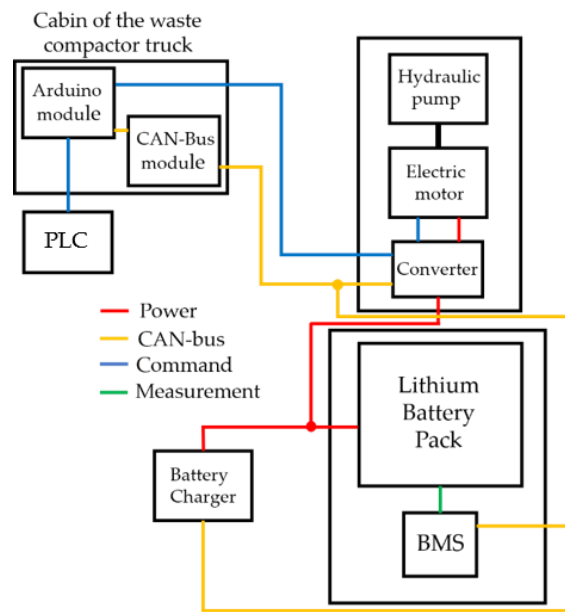 Cabin of the waste
compactor truck
Arduino
module
CAN-Bus
module
PLC
Hydraulic
pump
Electric
motor
Converter
Power
CAN-bus
Command
Measurement
Lithium
Battery
Pack
Battery
Charger
BMS